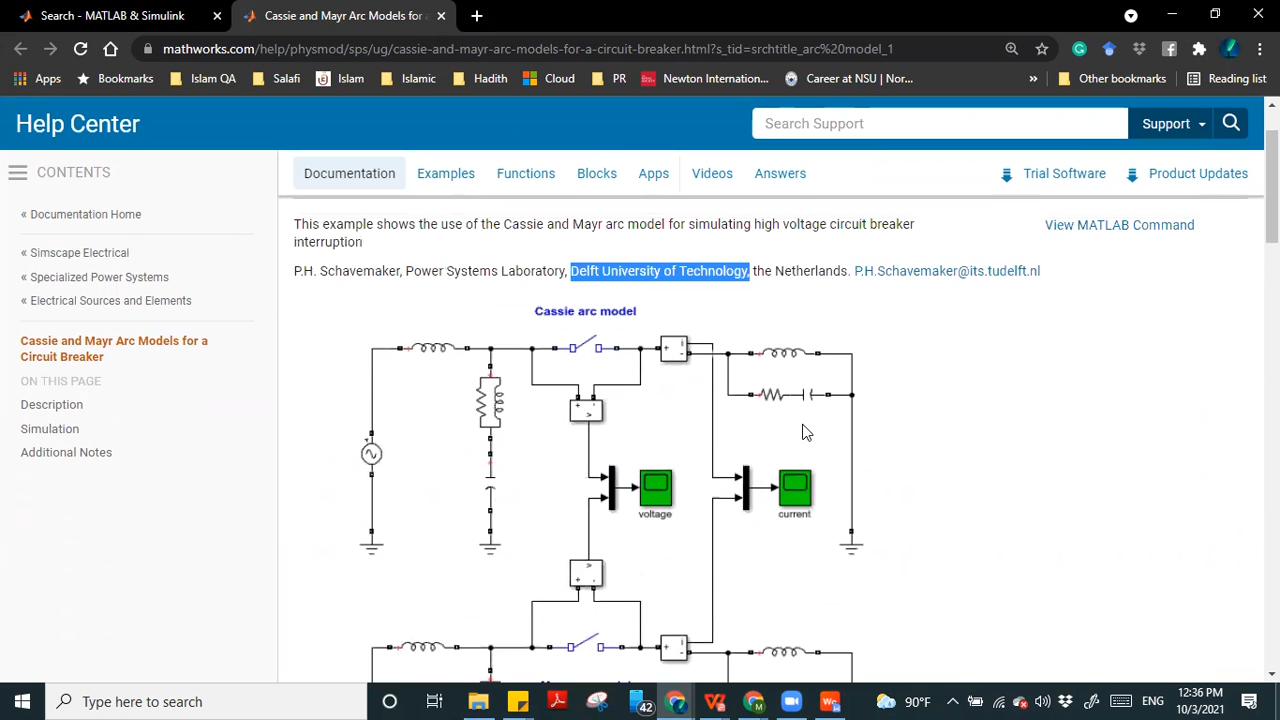 Search - MATLAB & Simulink
Cassie and Mayr Arc Models for a
mathworks.com/help/physmod/sps/ug/cassie-and-mayr-arc-models-for-a-circuit-breaker.html?s_tid=srchtitle_arc%20model_1
Apps
Bookmarks
Islam QA
Salafi
Islam
Islamic
Hadith
Cloud
PR
Newton Internation...
Career at NSU | Nor...
»
Other bookmarks
Reading list
Help Center
Search Support
Support
CONTENTS
Documentation
Examples
Functions
Blocks
Apps
Videos
Answers
Trial Software
Product Updates
« Documentation Home
« Simscape Electrical
« Specialized Power Systems
« Electrical Sources and Elements
Cassie and Mayr Arc Models for a
Circuit Breaker
ON THIS PAGE
Description
Simulation
Additional Notes
This example shows the use of the Cassie and Mayr arc model for simulating high voltage circuit breaker
interruption
View MATLAB Command
P.H. Schavemaker, Power Systems Laboratory, Delft University of Technology, the Netherlands. P.H.Schavemaker@its.tudelft.nl
Cassie arc model
voltage
current
Type here to search
42
90°F
ENG
12:36 PM
10/3/2021